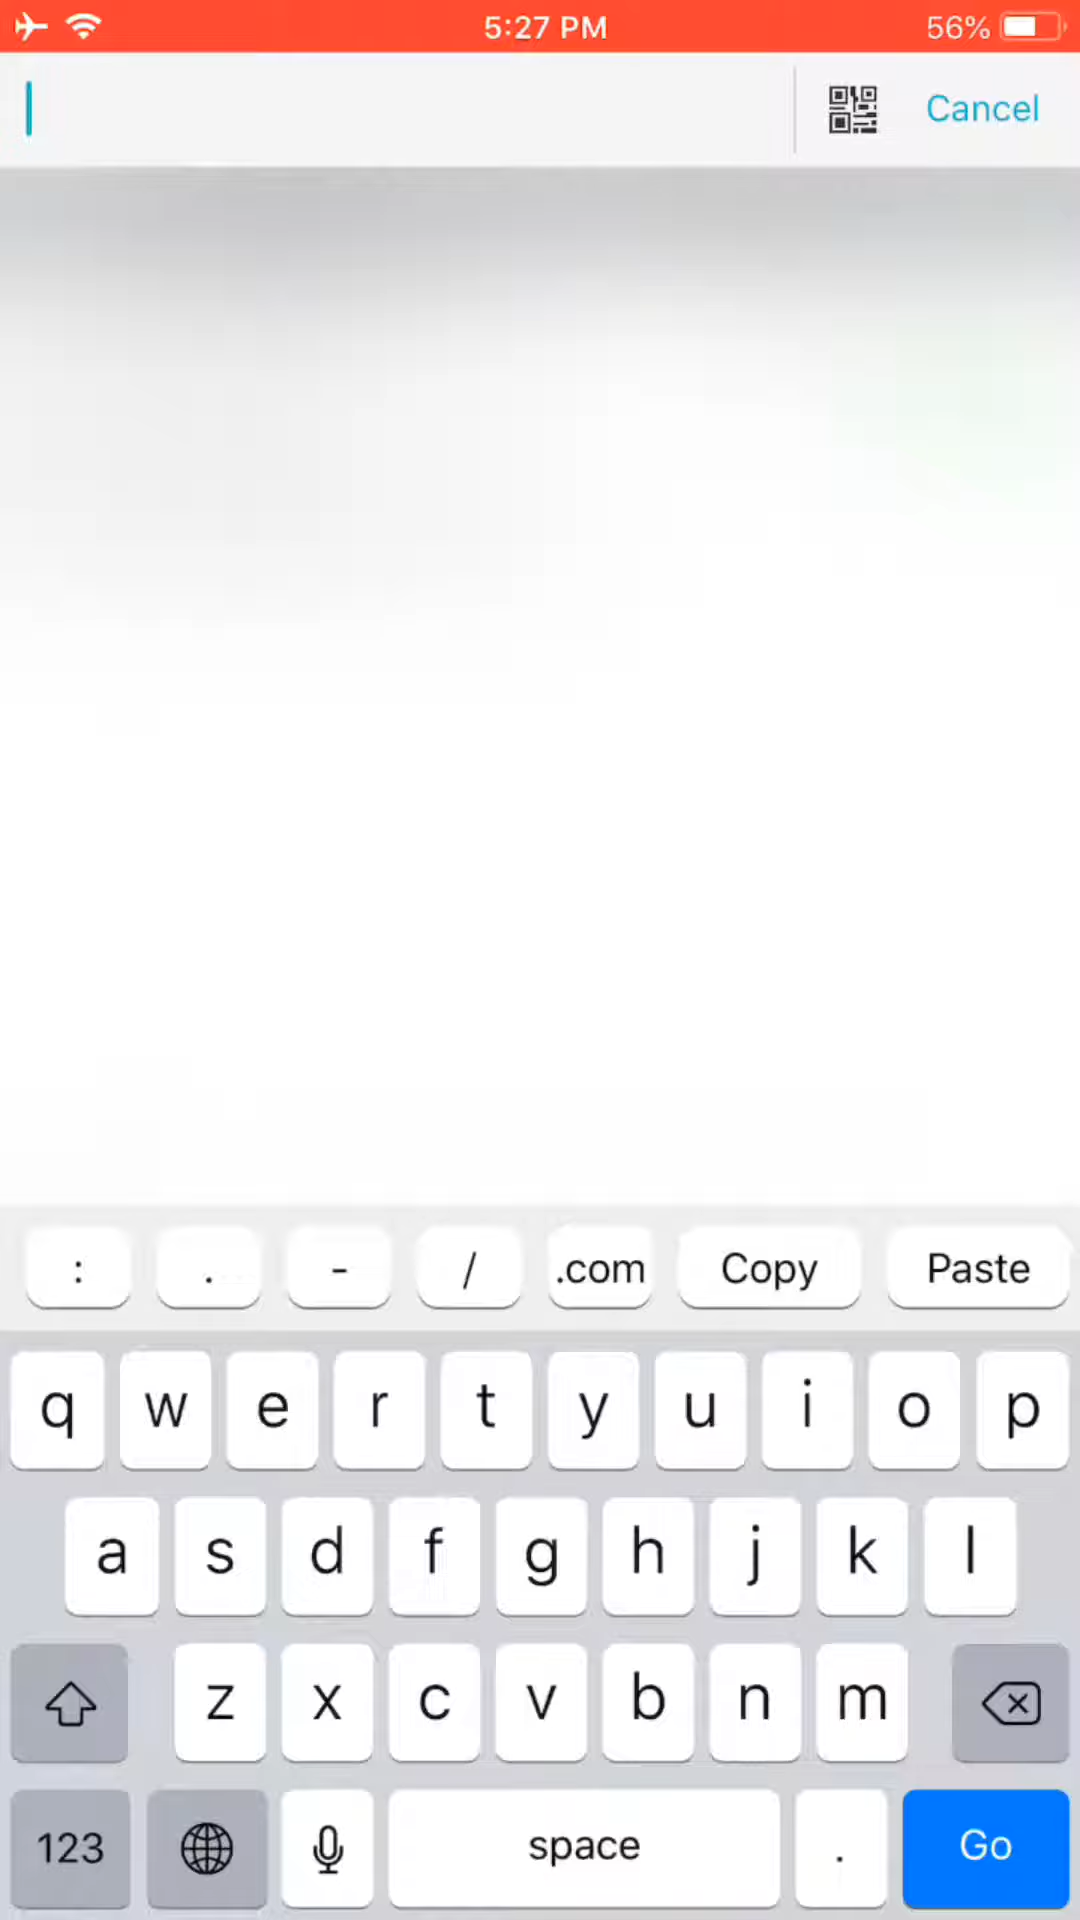 5:27 PM 56%
Cancel
: . - / .com Copy Paste
q w e r t y u i o p
a s d f g h j k l
z x c v b n m
123 space . Go